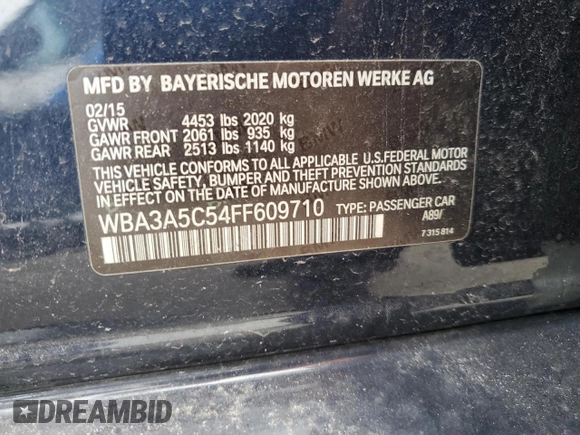 MFD BY BAYERISCHE MOTOREN WERKE AG
02/15
GVWR 4453 lbs 2020 kg
GAWR FRONT 2061 lbs 935 kg
GAWR REAR 2513 lbs 1140 kg
THIS VEHICLE CONFORMS TO ALL APPLICABLE U.S.FEDERAL MOTOR
VEHICLE SAFETY, BUMPER AND THEFT PREVENTION STANDARDS
IN EFFECT ON THE DATE OF MANUFACTURE SHOWN ABOVE.
WBA3A5C54FF609710 TYPE: PASSENGER CAR
A89/
7315814
DREAMBID